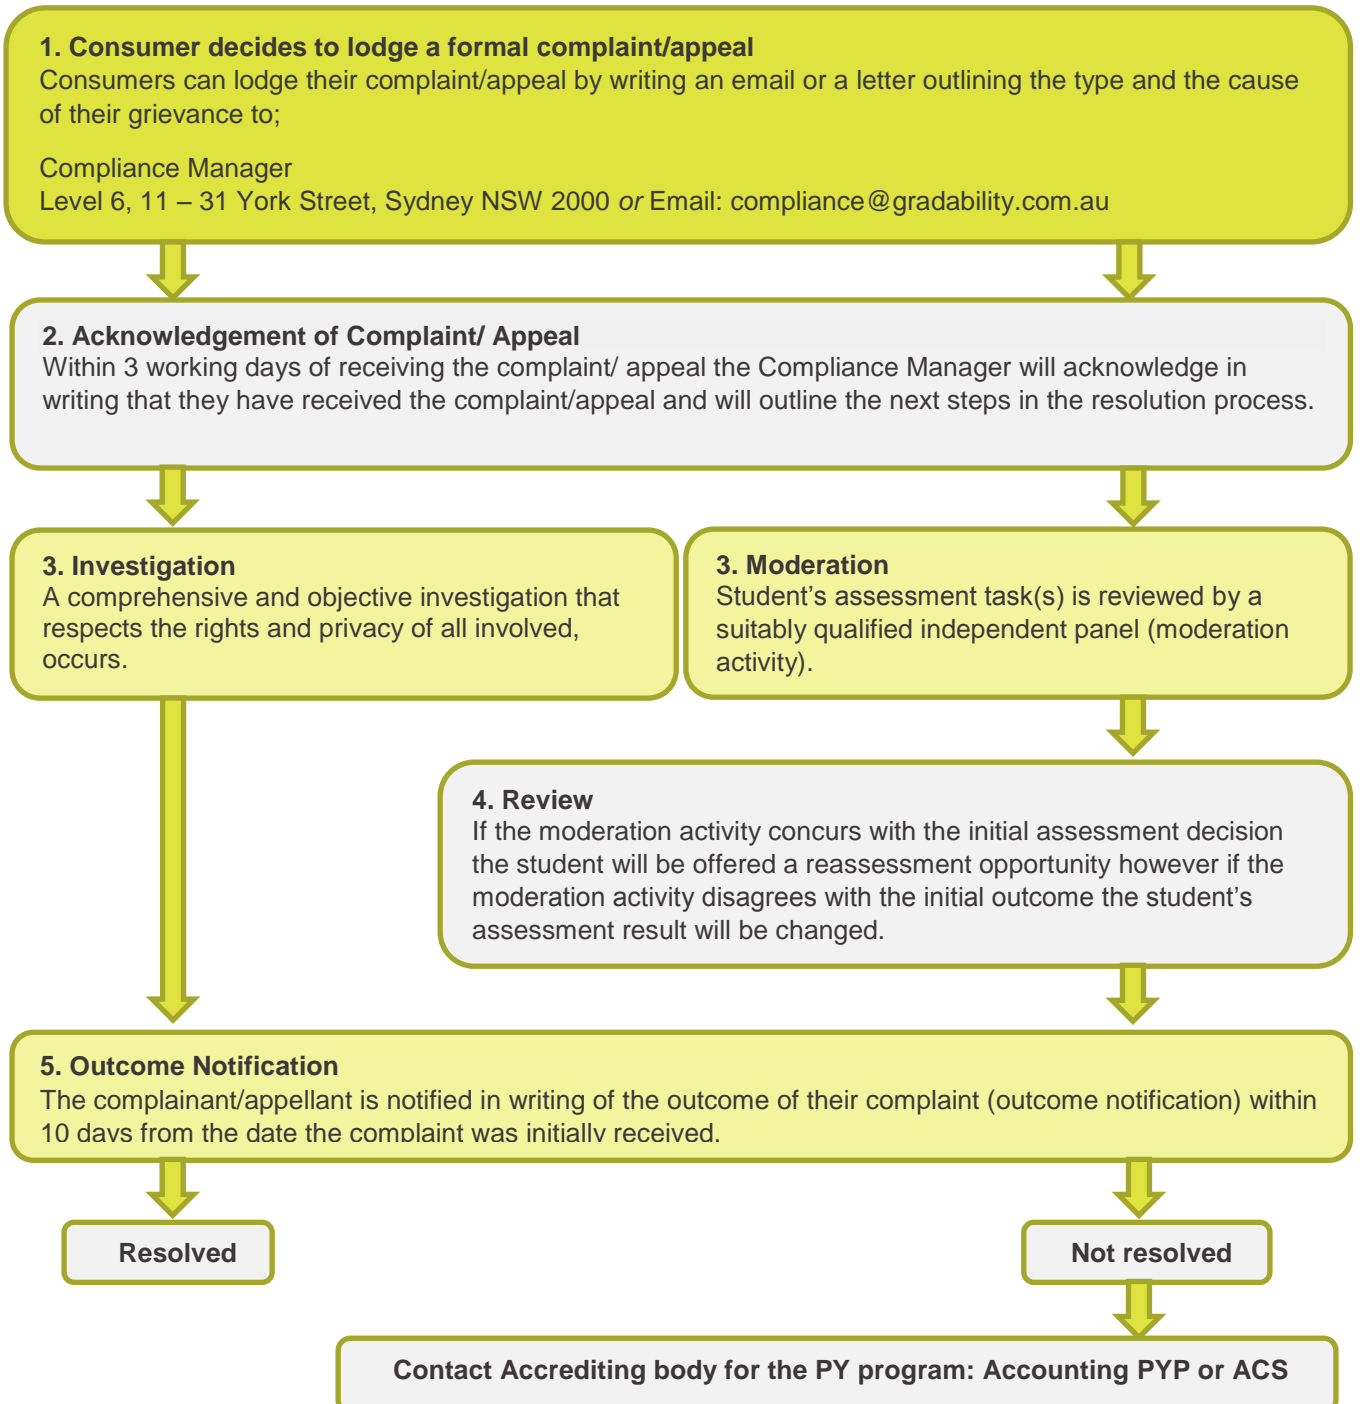 1. Consumer decides to lodge a formal complaint/appeal
Consumers can lodge their complaint/appeal by writing an email or a letter outlining the type and the cause
of their grievance to;
Compliance Manager
Level 6, 11 – 31 York Street, Sydney NSW 2000 or Email: compliance@gradability.com.au
2. Acknowledgement of Complaint/ Appeal
Within 3 working days of receiving the complaint/ appeal the Compliance Manager will acknowledge in
writing that they have received the complaint/appeal and will outline the next steps in the resolution process.
3. Investigation
A comprehensive and objective investigation that
respects the rights and privacy of all involved,
occurs.
3. Moderation
Student’s assessment task(s) is reviewed by a
suitably qualified independent panel (moderation
activity).
4. Review
If the moderation activity concurs with the initial assessment decision
the student will be offered a reassessment opportunity however if the
moderation activity disagrees with the initial outcome the student’s
assessment result will be changed.
5. Outcome Notification
The complainant/appellant is notified in writing of the outcome of their complaint (outcome notification) within
10 days from the date the complaint was initially received.
Resolved
Not resolved
Contact Accrediting body for the PY program: Accounting PYP or ACS